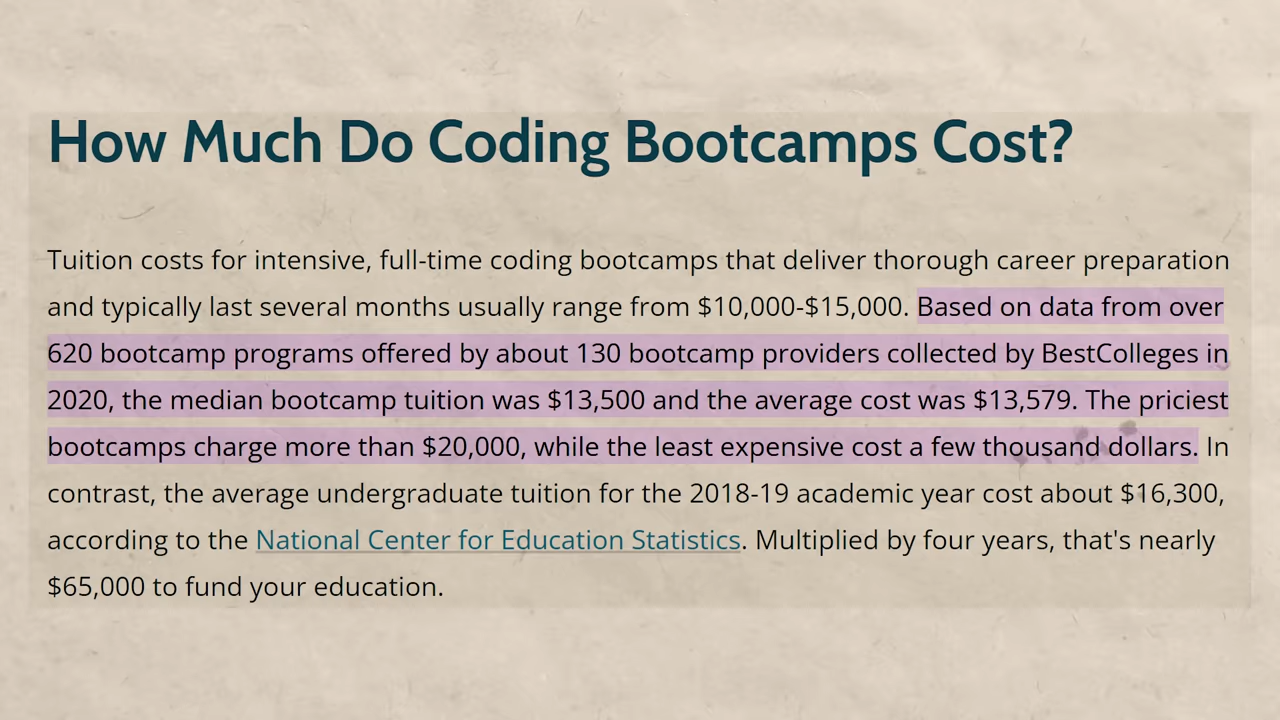 How Much Do Coding Bootcamps Cost?
Tuition costs for intensive, full-time coding bootcamps that deliver thorough career preparation
and typically last several months usually range from $10,000-$15,000. Based on data from over
620 bootcamp programs offered by about 130 bootcamp providers collected by BestColleges in
2020, the median bootcamp tuition was $13,500 and the average cost was $13,579. The priciest
bootcamps charge more than $20,000, while the least expensive cost a few thousand dollars. In
contrast, the average undergraduate tuition for the 2018-19 academic year cost about $16,300,
according to the National Center for Education Statistics. Multiplied by four years, that's nearly
$65,000 to fund your education.